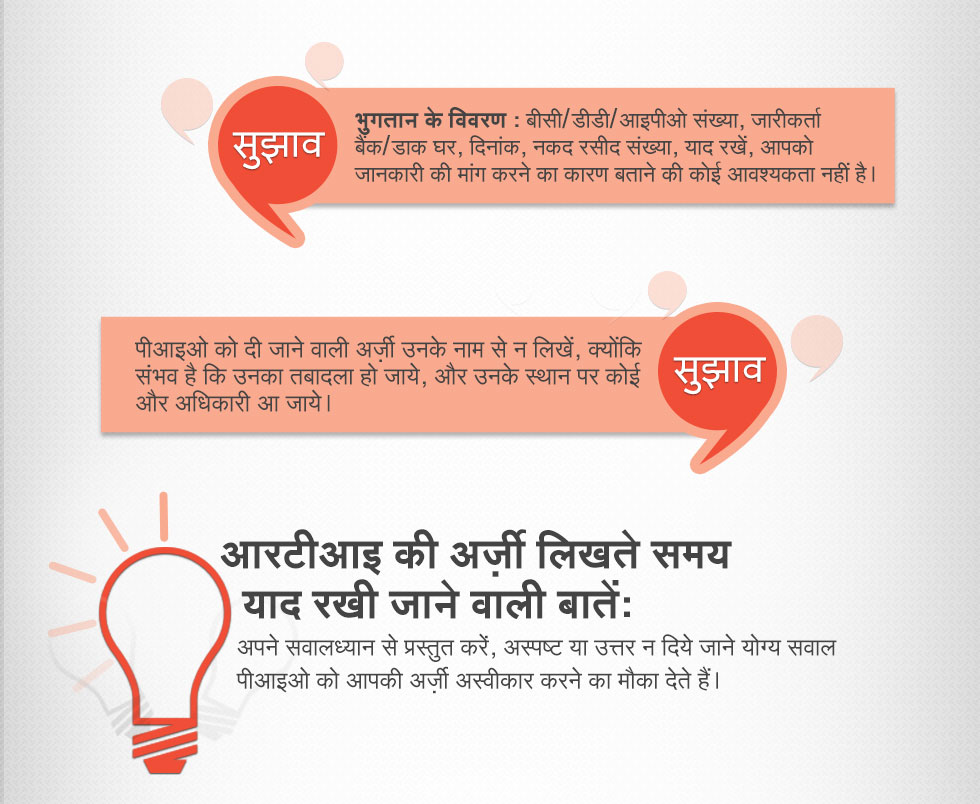 सुझाव
भुगतान के विवरण : बीसी/डीडी/आइपीओ संख्या, जारीकर्ता
बैंक/डाक घर, दिनांक, नकद रसीद संख्या, याद रखें, आपको
जानकारी की मांग करने का कारण बताने की कोई आवश्यकता नहीं है।
पीआइओ को दी जाने वाली अर्ज़ी उनके नाम से न लिखें, क्योंकि
संभव है कि उनका तबादला हो जाये, और उनके स्थान पर कोई
और अधिकारी आ जाये।
सुझाव
आरटीआइ की अर्ज़ी लिखते समय
याद रखी जाने वाली बातें:
अपने सवालध्यान से प्रस्तुत करें, अस्पष्ट या उत्तर न दिये जाने योग्य सवाल
पीआइओ को आपकी अर्ज़ी अस्वीकार करने का मौका देते हैं।